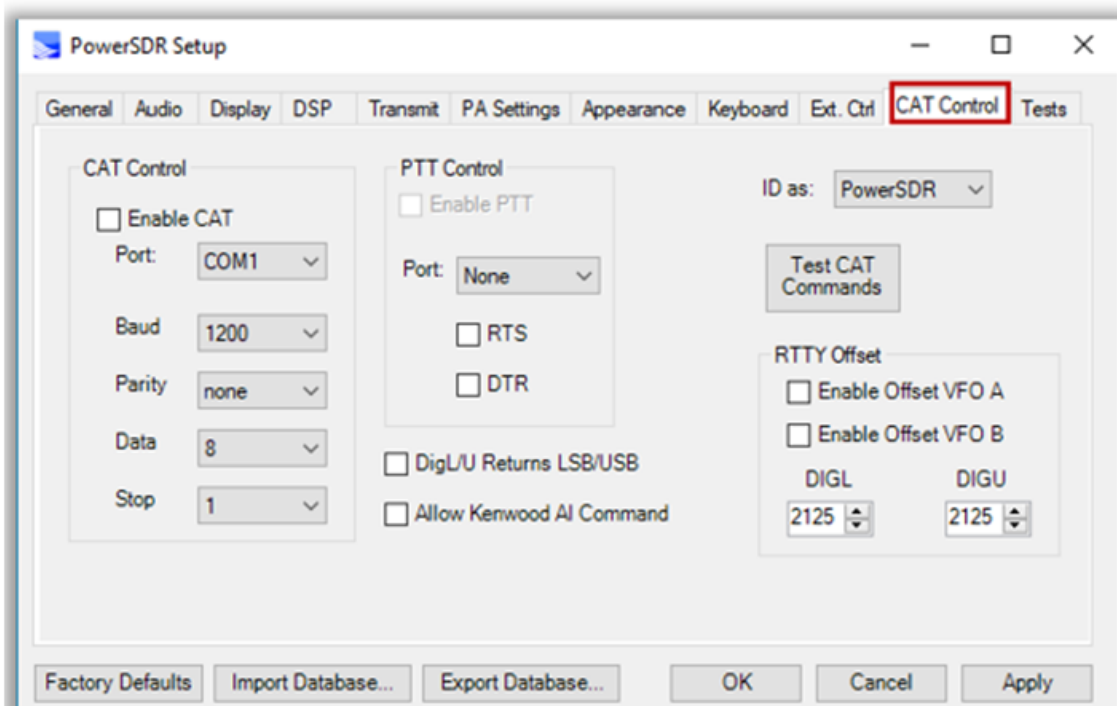 PowerSDR Setup
General Audio Display DSP Transmit PA Settings Appearance Keyboard Ext. Ctrl CAT Control Tests
CAT Control
Enable CAT
Port: COM1
Baud 1200
Parity none
Data 8
Stop 1
PTT Control
Enable PTT
Port: None
RTS
DTR
DigL/U Returns LSB/USB
Allow Kenwood AI Command
ID as: PowerSDR
Test CAT
Commands
RTTY Offset
Enable Offset VFO A
Enable Offset VFO B
DIGL DIGU
2125 2125
Factory Defaults Import Database... Export Database... OK Cancel Apply